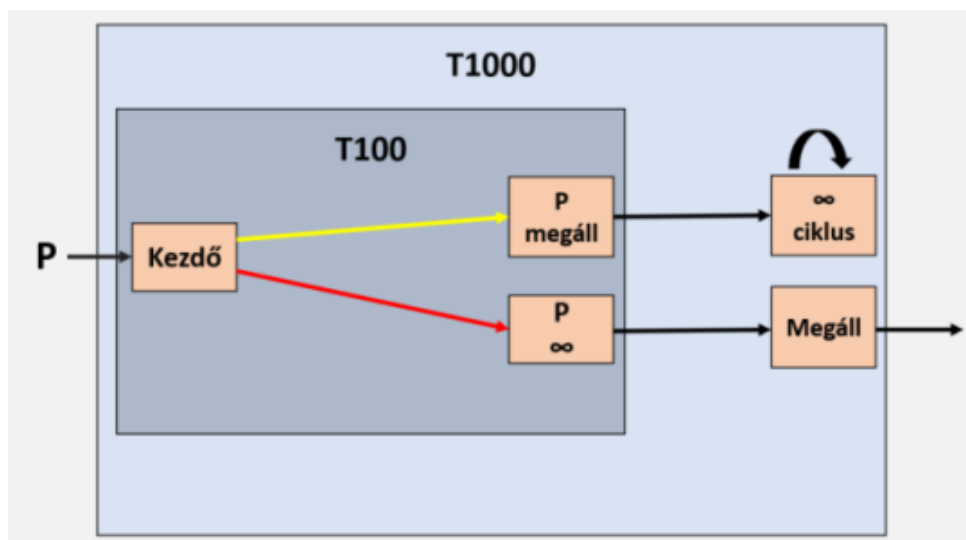 T1000
T100
P
megáll
∞
ciklus
P
Kezdő
P
∞
Megáll